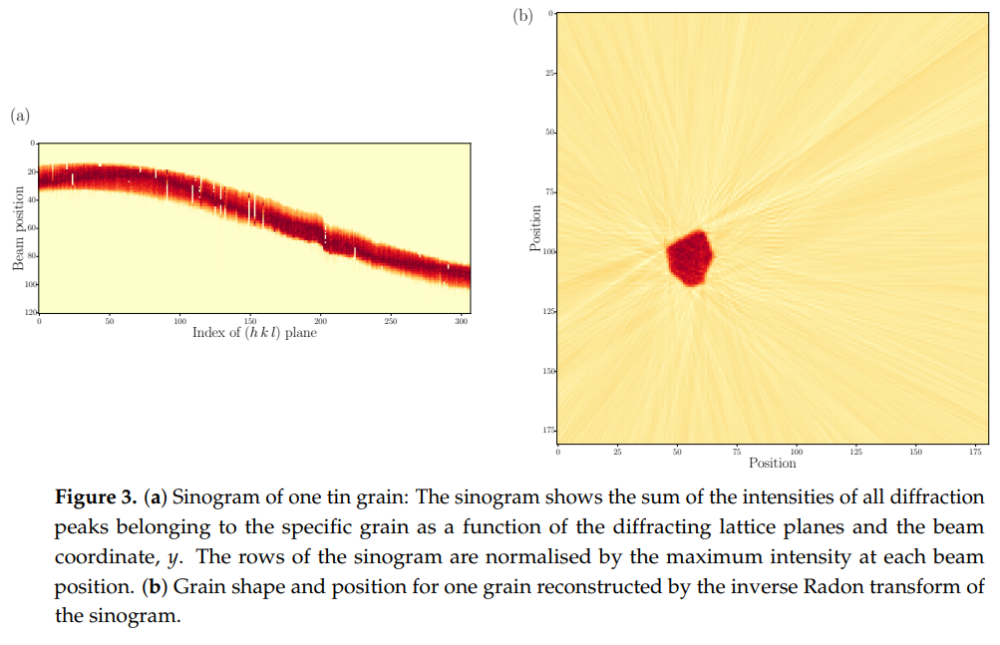 (a)
0
20
40
60
80
100
120
Beam position
0
50
100
150
200
250
300
Index of (h k l) plane
(b)
0
25
50
75
100
125
150
175
Position
0
25
50
75
100
125
150
175
Position
Figure 3. (a) Sinogram of one tin grain: The sinogram shows the sum of the intensities of all diffraction
peaks belonging to the specific grain as a function of the diffracting lattice planes and the beam
coordinate, y. The rows of the sinogram are normalised by the maximum intensity at each beam
position. (b) Grain shape and position for one grain reconstructed by the inverse Radon transform of
the sinogram.